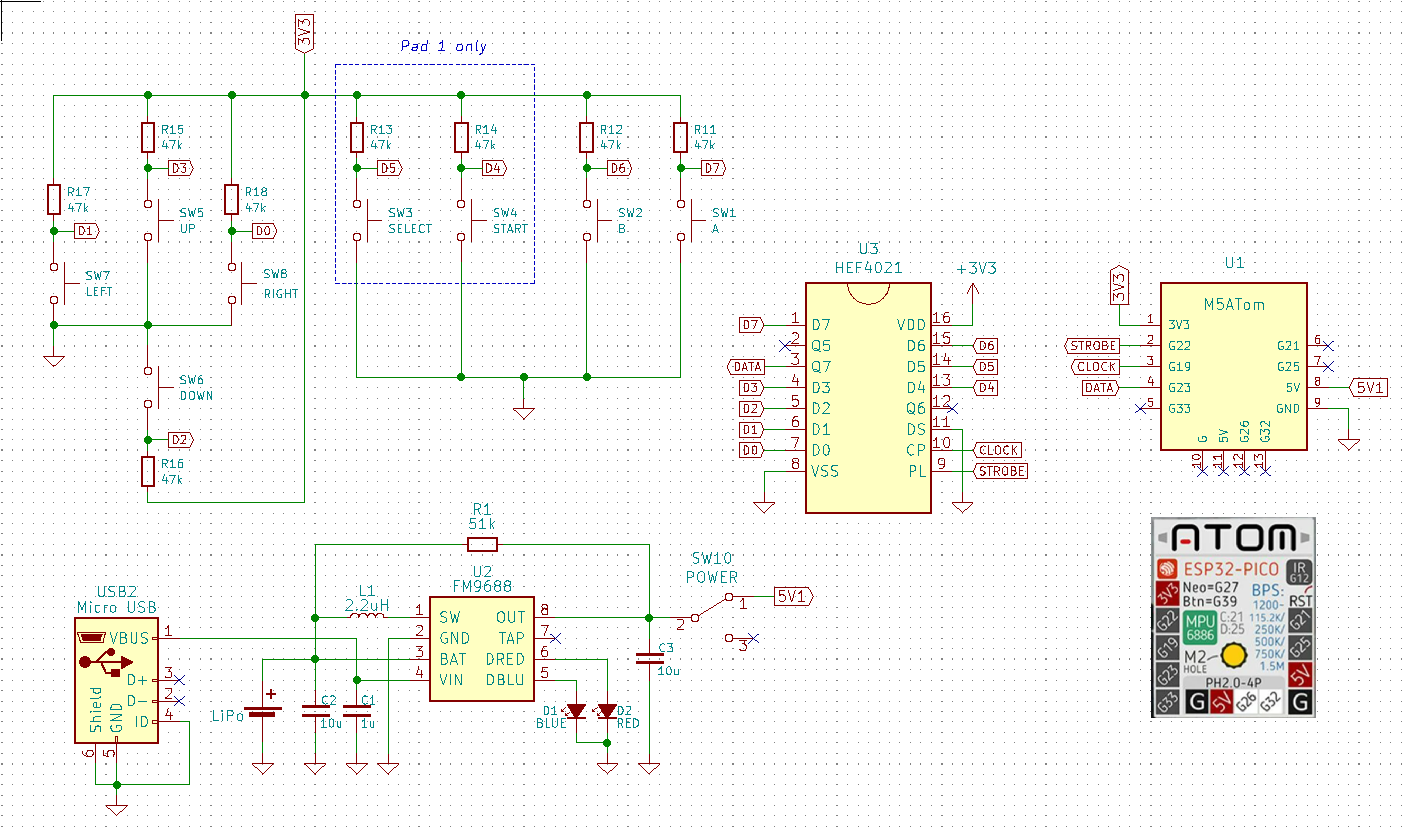 3V3
Pad 1 only
R15
47k
D3
R13
47k
D5
R14
47k
D4
R12
47k
D6
R11
47k
D7
R17
47k
D1
R18
47k
D0
SW5
UP
SW3
SELECT
SW4
START
SW2
B
SW1
A
SW7
LEFT
SW8
RIGHT
SW6
DOWN
D2
R16
47k
U3
HEF4021
+3V3
D7 1 D7 VDD 16
2 Q5 D6 15 D6
DATA 3 Q7 D5 14 D5
D3 4 D3 D4 13 D4
D2 5 D2 Q6 12
D1 6 D1 DS 11
D0 7 D0 CP 10 CLOCK
8 VSS PL 9 STROBE
U1
3V3
M5ATom
1 3V3
STROBE 2 G22 G21 6
CLOCK 3 G19 G25 7
DATA 4 G23 5V 8 5V1
5 G33 GND 9
G 5V G26 G32
10 11 12 13
R1
51k
U2
FM9688
L1
2.2uH
1 SW OUT 8
2 GND TAP 7
3 BAT DRED 6
4 VIN DBLU 5
SW10
POWER
1 5V1
2
3
C3
10u
USB2
Micro USB
VBUS 1
D+ 3
D- 2
ID 4
Shield
GND
6 5
+
LiPo
C2
10u
C1
1u
D1
BLUE
D2
RED
ATOM
ESP32-PICO
IR
G12
3V3
Neo=G27
Btn=G39
BPS:
1200-
115.2K/
250K/
500K/
750K/
1.5M
RST
G22
MPU
6886
C:21
D:25
G21
G19
G25
M2
HOLE
G23
5V
PH2.0-4P
G33
G
5V
G26
G32
G